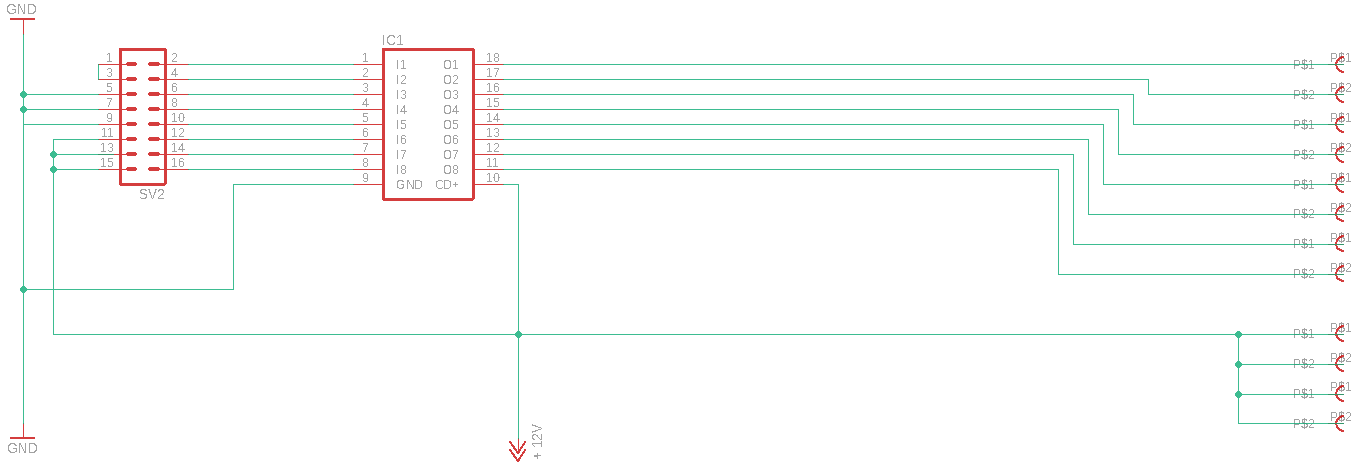 GND
IC1
1 2 1 I1 O1 18 P$1 P$1
3 4 2 I2 O2 17
5 6 3 I3 O3 16 P$2 P$2
7 8 4 I4 O4 15
9 10 5 I5 O5 14 P$1 P$1
11 12 6 I6 O6 13
13 14 7 I7 O7 12 P$2 P$2
15 16 8 I8 O8 11
9 GND CD+ 10 P$1 P$1
SV2
P$2 P$2
P$1 P$1
P$2 P$2
P$1 P$1
P$2 P$2
P$1 P$1
P$2 P$2
GND
+ 12V